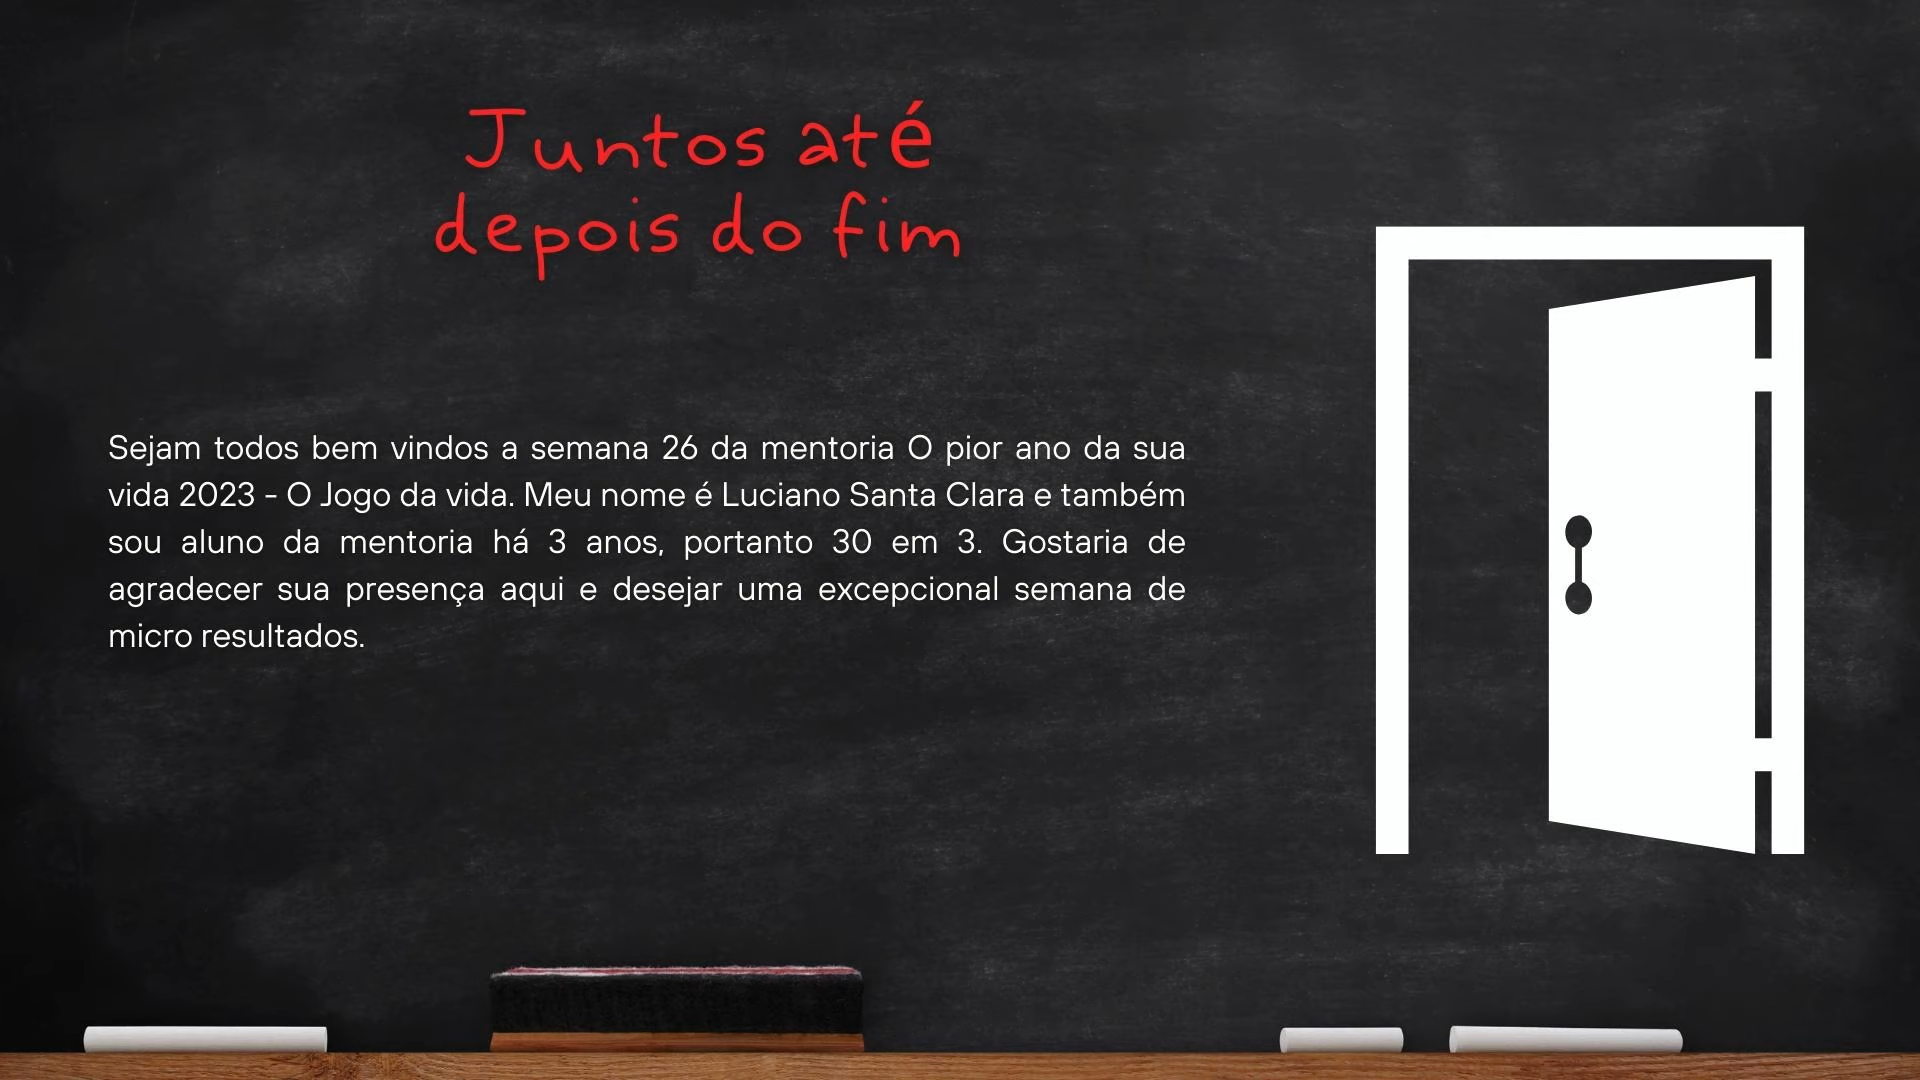 Juntos até
depois do fim
Sejam todos bem vindos a semana 26 da mentoria O pior ano da sua
vida 2023 - O Jogo da vida. Meu nome é Luciano Santa Clara e também
sou aluno da mentoria há 3 anos, portanto 30 em 3. Gostaria de
agradecer sua presença aqui e desejar uma excepcional semana de
micro resultados.